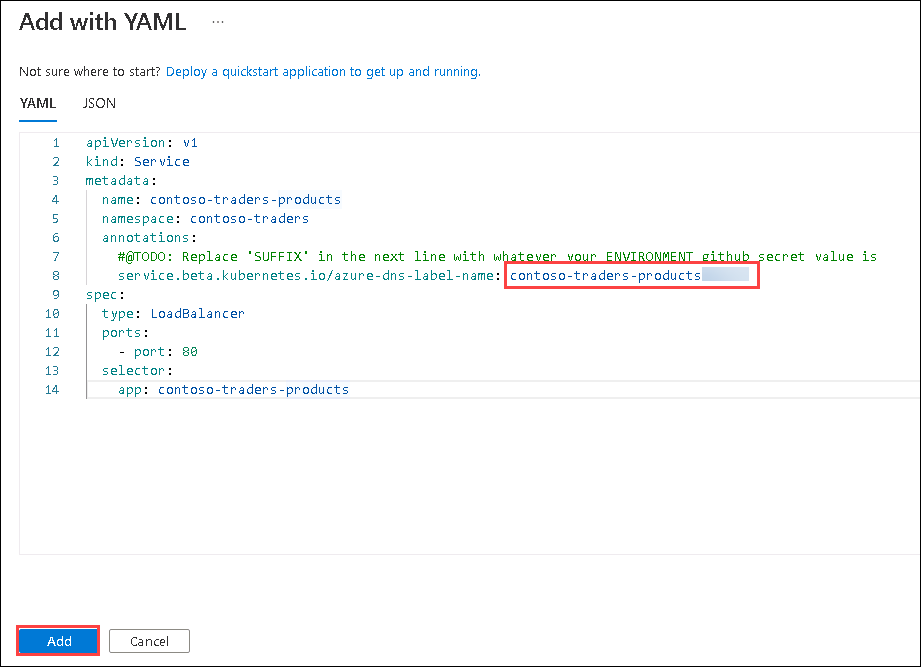 Add with YAML ...
Not sure where to start? Deploy a quickstart application to get up and running.
YAML JSON
1 apiVersion: v1
2 kind: Service
3 metadata:
4 name: contoso-traders-products
5 namespace: contoso-traders
6 annotations:
7 #@TODO: Replace 'SUFFIX' in the next line with whatever your ENVIRONMENT github secret value is
8 service.beta.kubernetes.io/azure-dns-label-name: contoso-traders-products
9 spec:
10 type: LoadBalancer
11 ports:
12 - port: 80
13 selector:
14 app: contoso-traders-products
Add Cancel